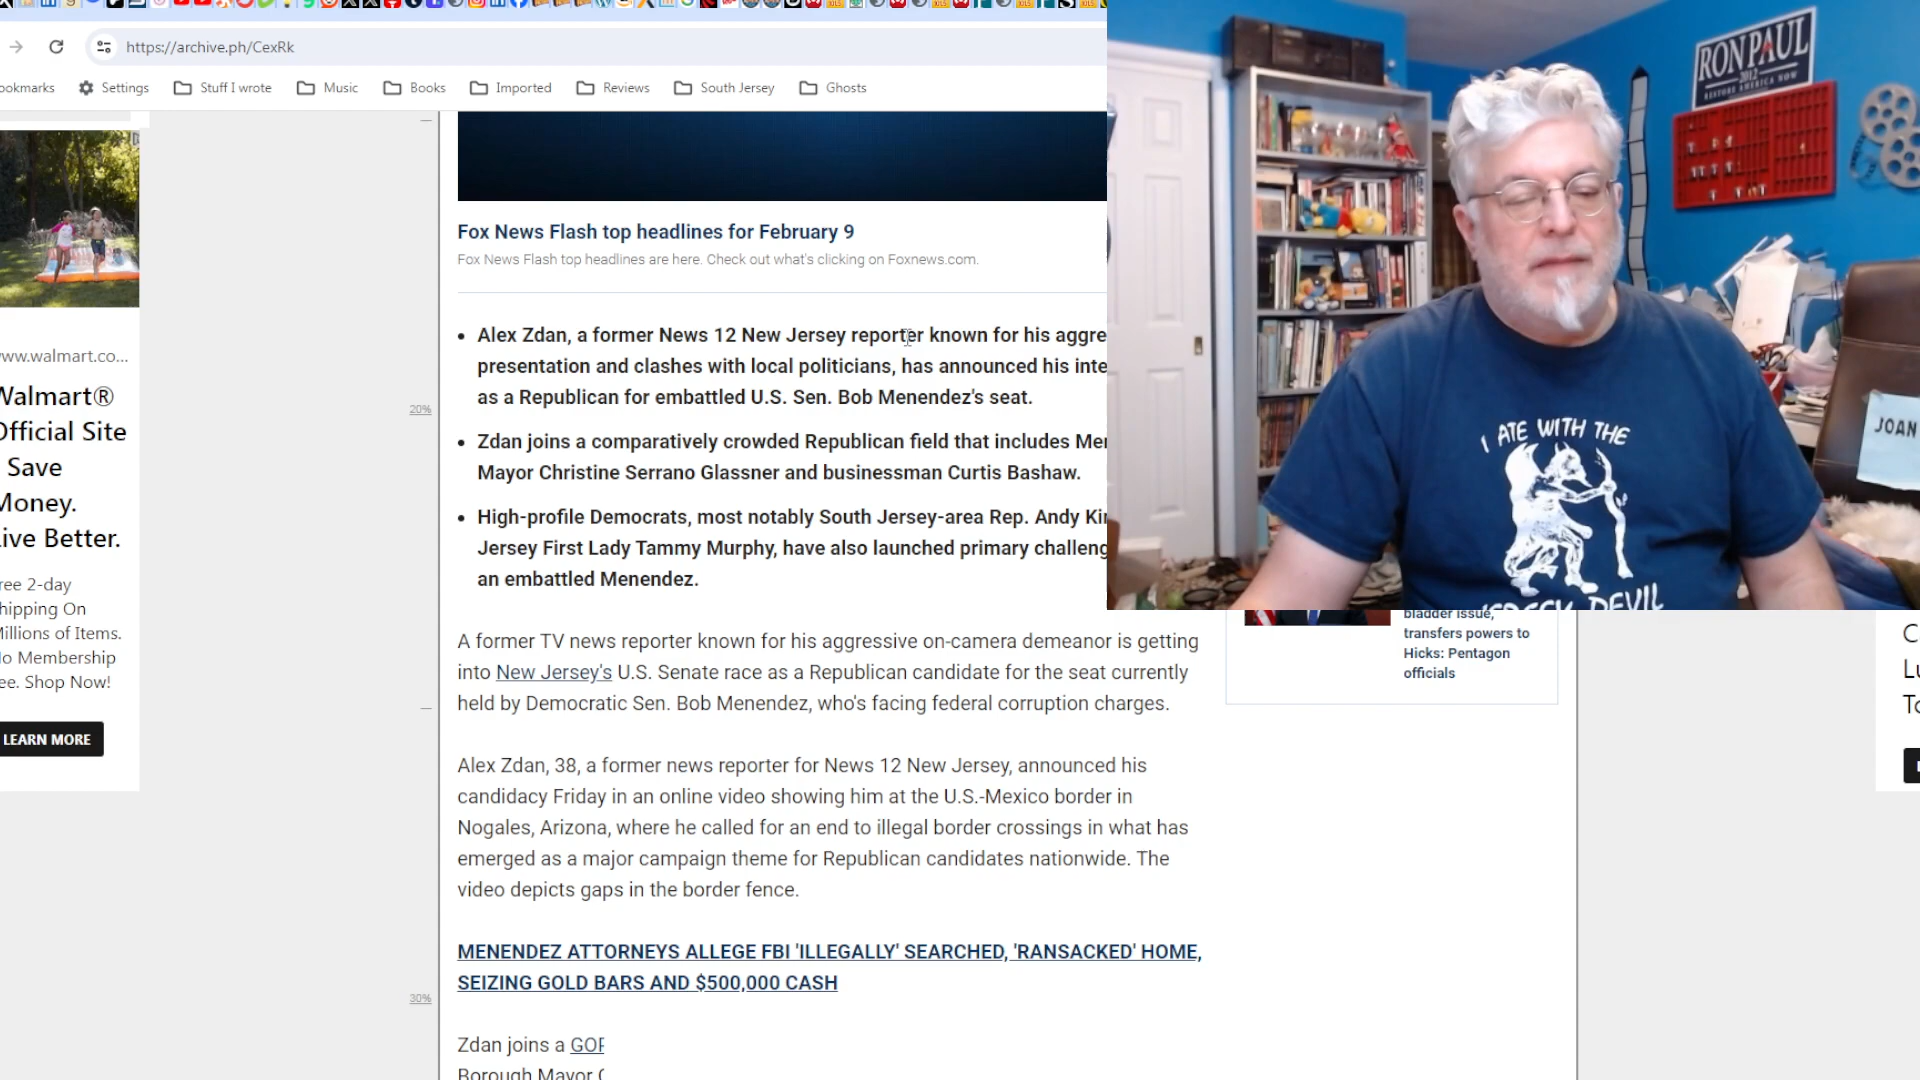 https://archive.ph/CexRk
ookmarks
Settings
Stuff I wrote
Music
Books
Imported
Reviews
South Jersey
Ghosts
Fox News Flash top headlines for February 9
Fox News Flash top headlines are here. Check out what's clicking on Foxnews.com.
Alex Zdan, a former News 12 New Jersey reporter known for his aggre
presentation and clashes with local politicians, has announced his inte
as a Republican for embattled U.S. Sen. Bob Menendez's seat.
20%
Zdan joins a comparatively crowded Republican field that includes Mer
Mayor Christine Serrano Glassner and businessman Curtis Bashaw.
High-profile Democrats, most notably South Jersey-area Rep. Andy Ki
Jersey First Lady Tammy Murphy, have also launched primary challeng
an embattled Menendez.
A former TV news reporter known for his aggressive on-camera demeanor is getting
into New Jersey's U.S. Senate race as a Republican candidate for the seat currently
held by Democratic Sen. Bob Menendez, who's facing federal corruption charges.
Alex Zdan, 38, a former news reporter for News 12 New Jersey, announced his
candidacy Friday in an online video showing him at the U.S.-Mexico border in
Nogales, Arizona, where he called for an end to illegal border crossings in what has
emerged as a major campaign theme for Republican candidates nationwide. The
video depicts gaps in the border fence.
MENENDEZ ATTORNEYS ALLEGE FBI 'ILLEGALLY' SEARCHED, 'RANSACKED' HOME,
SEIZING GOLD BARS AND $500,000 CASH
30%
Zdan joins a GOP
Borough Mayor
www.walmart.co...
Walmart®
Official Site
Save
Money.
Live Better.
ree 2-day
hipping On
Millions of Items.
No Membership
ee. Shop Now!
LEARN MORE
bladder issue,
transfers powers to
Hicks: Pentagon
officials
C
Lu
To
RON PAUL
2012
RESTORE AMERICA NOW
JOAN
I ATE WITH THE
JERSEY DEVIL